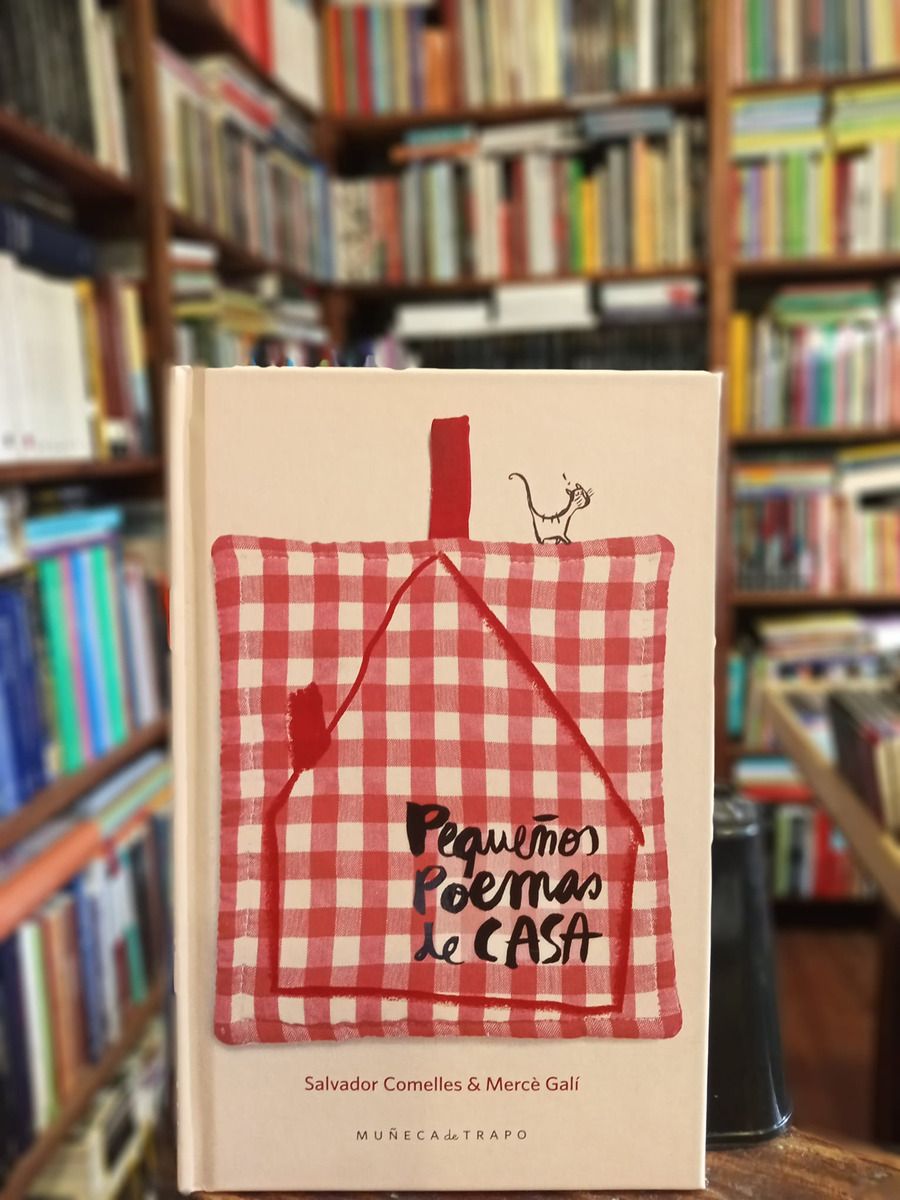 Pequeños
Poemas
de CASA
Salvador Comelles & Mercè Galí
MUÑECA de TRAPO